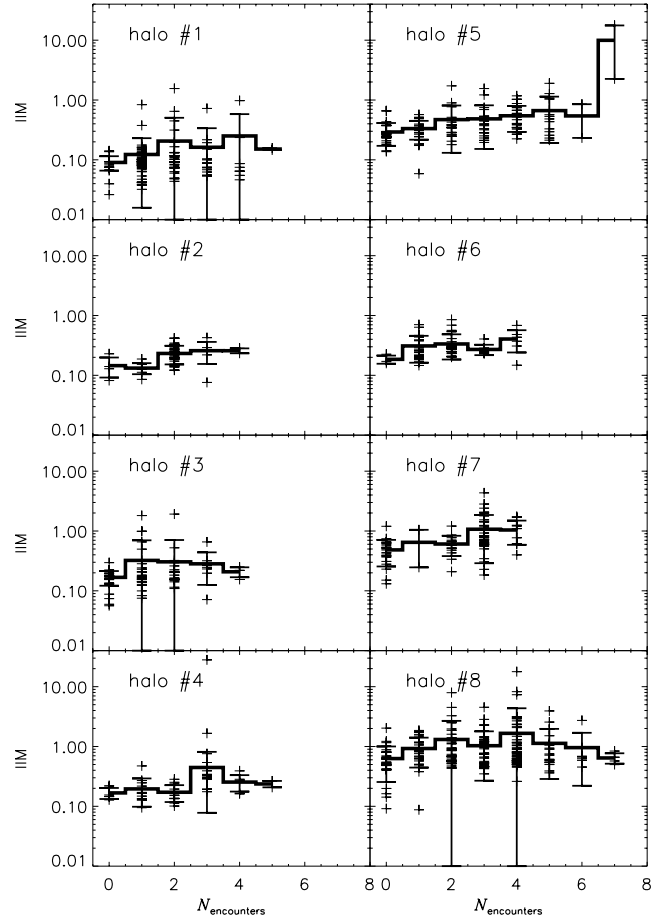 halo #1
halo #5
10.00
1.00
0.10
0.01
IIM
halo #2
halo #6
10.00
1.00
0.10
0.01
IIM
halo #3
halo #7
10.00
1.00
0.10
0.01
IIM
halo #4
halo #8
10.00
1.00
0.10
0.01
IIM
0 2 4 6 8 0 2 4 6 8
N_encounters N_encounters